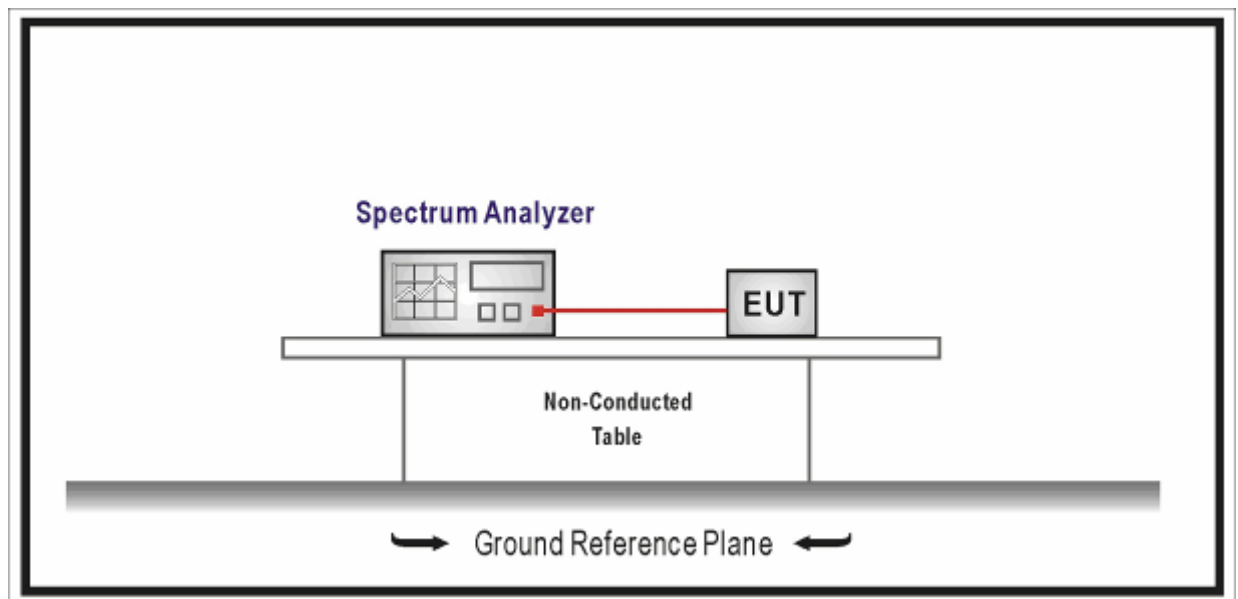 Spectrum Analyzer
EUT
Non-Conducted
Table
Ground Reference Plane